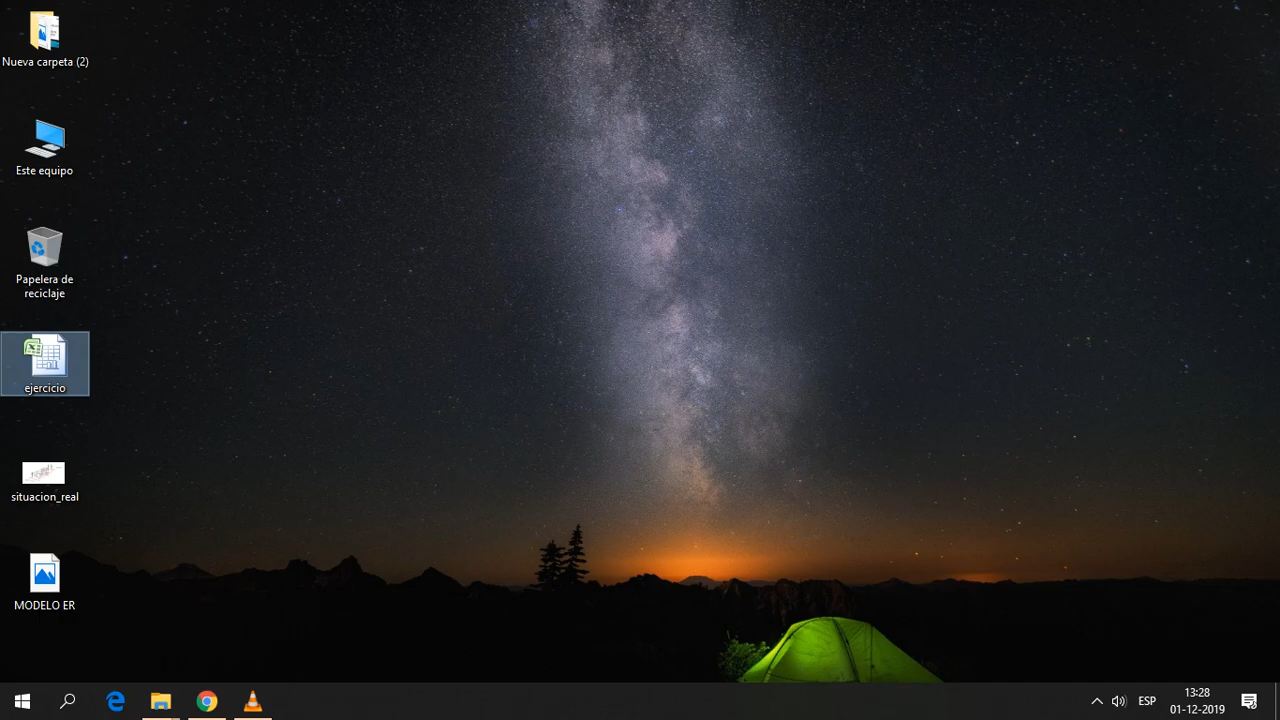 Nueva carpeta (2)
Este equipo
Papelera de
reciclaje
ejercicio
situacion_real
MODELO ER
ESP
13:28
01-12-2019